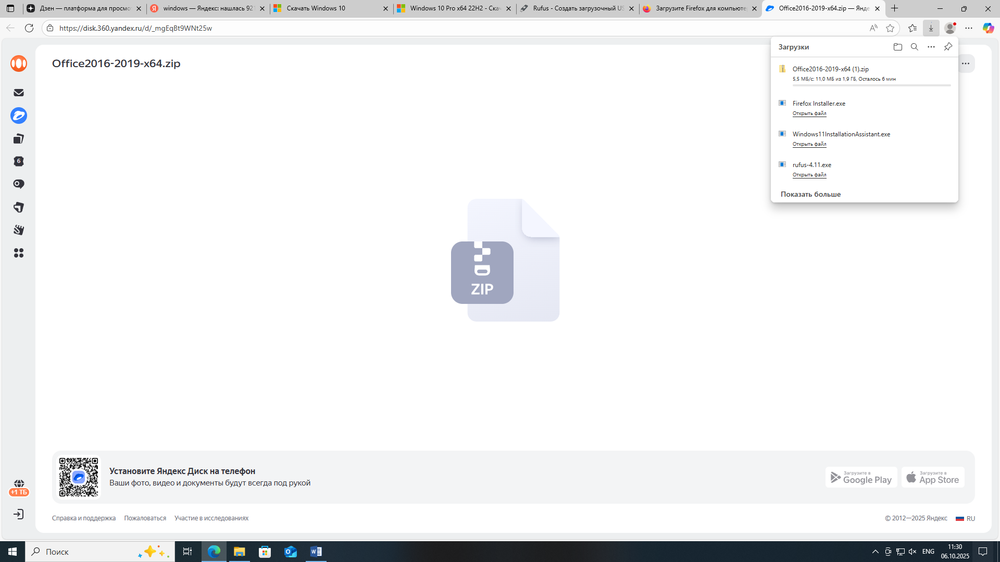 Дзен — платформа для просмо
windows — Яндекс: нашлась 921
Скачать Windows 10
Windows 10 Pro x64 22H2 - Скач
Rufus - Создать загрузочный US
Загрузите Firefox для компьютер
Office2016-2019-x64.zip — Янде
https://disk.360.yandex.ru/d/_mgEqBt9WNt25w
Загрузки
Office2016-2019-x64.zip
Office2016-2019-x64 (1).zip
5,5 МБ/с: 11,0 МБ из 1,9 ГБ, Осталось 6 мин
Firefox Installer.exe
Открыть файл
Windows11InstallationAssistant.exe
Открыть файл
rufus-4.11.exe
Открыть файл
Показать больше
6
ZIP
Установите Яндекс Диск на телефон
Ваши фото, видео и документы будут всегда под рукой
Загрузите в
Google Play
Загрузите в
App Store
+1 ТБ
Справка и поддержка
Пожаловаться
Участие в исследованиях
© 2012—2025 Яндекс
RU
Поиск
ENG
11:30
06.10.2025